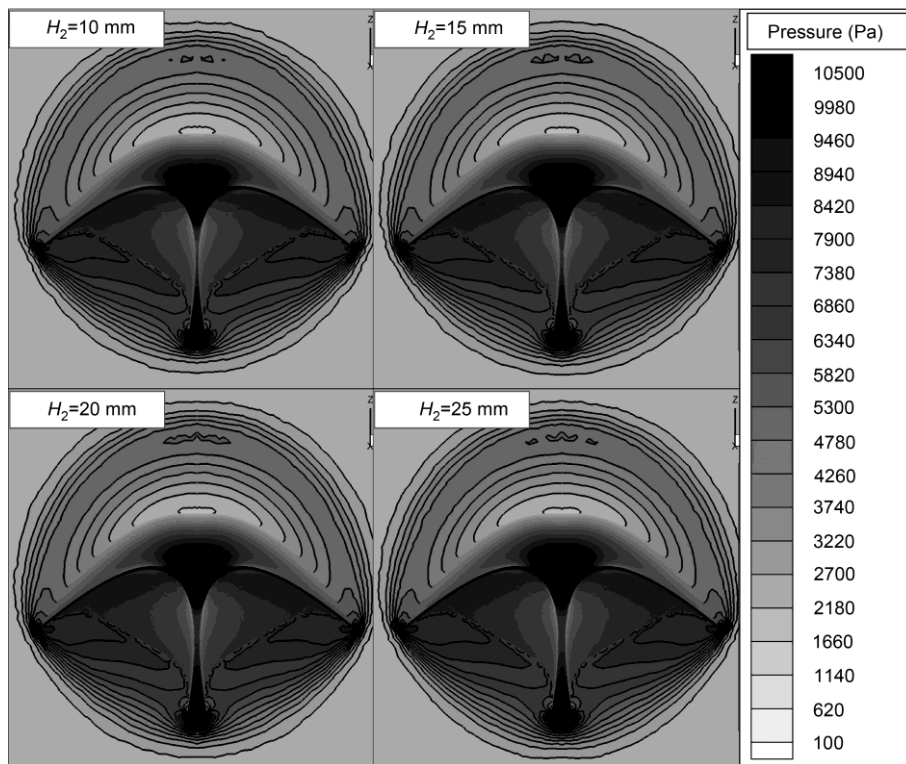 H₂=10 mm
Z
X
H₂=15 mm
Z
X
Pressure (Pa)
10500
9980
9460
8940
8420
7900
7380
6860
6340
5820
5300
4780
4260
3740
3220
2700
2180
1660
1140
620
100
H₂=20 mm
Z
X
H₂=25 mm
Z
X